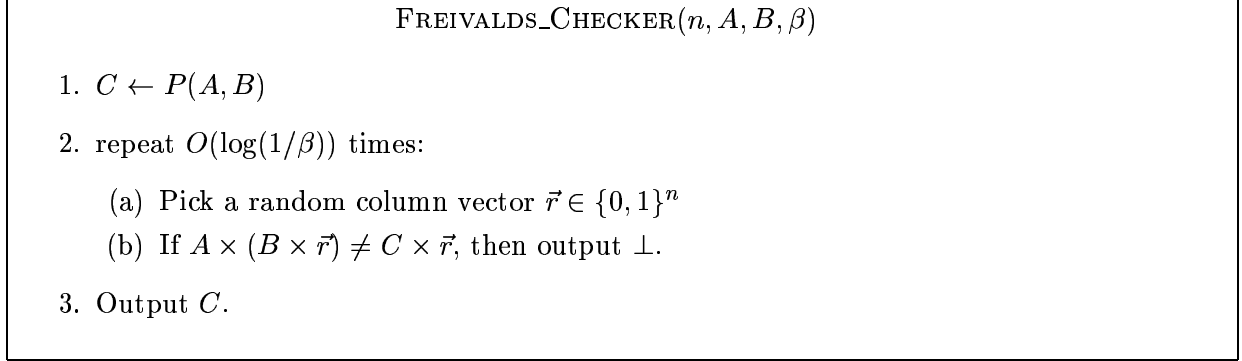 FREIVALDS_CHECKER(n, A, B, β)
1. C ← P(A, B)
2. repeat O(log(1/β)) times:
(a) Pick a random column vector r⃗ ∈ {0, 1}ⁿ
(b) If A × (B × r⃗) ≠ C × r⃗, then output ⊥.
3. Output C.